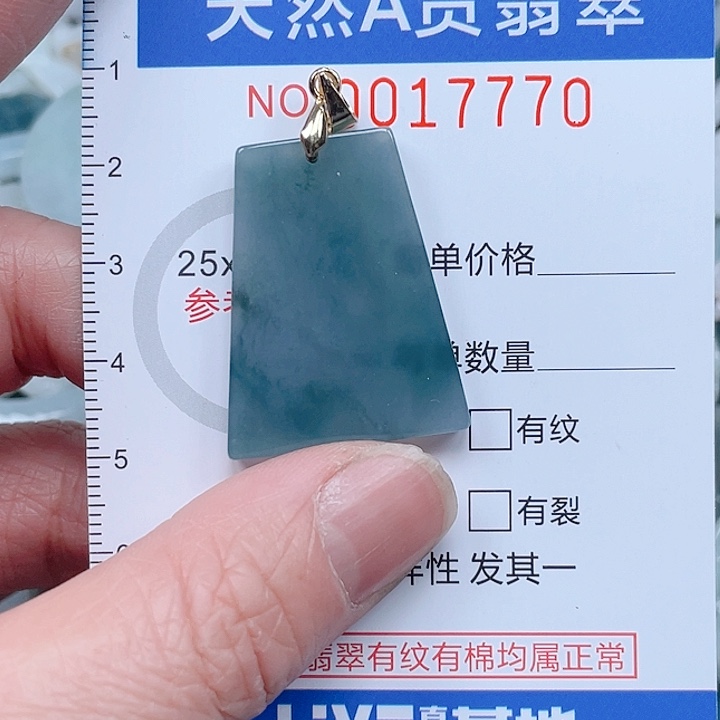 天然A货翡翠
NO 0017770
1
2
3
4
5
25x
单价格
参考
单数量
有纹
有裂
性 发其一
翡翠有纹有棉均属正常